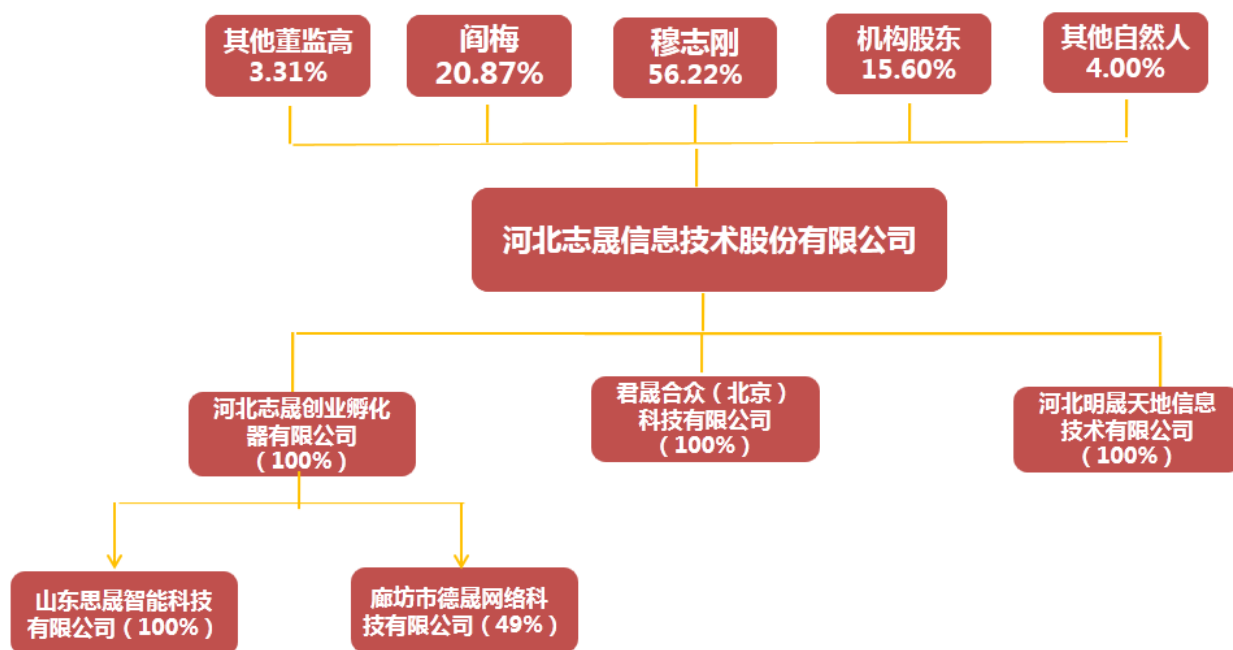 其他董监高
3.31%
阎梅
20.87%
穆志刚
56.22%
机构股东
15.60%
其他自然人
4.00%
河北志晟信息技术股份有限公司
河北志晟创业孵化
器有限公司
（100%）
君晟合众（北京）
科技有限公司
（100%）
河北明晟天地信息
技术有限公司
（100%）
山东思晟智能科技
有限公司（100%）
廊坊市德晟网络科
技有限公司（49%）